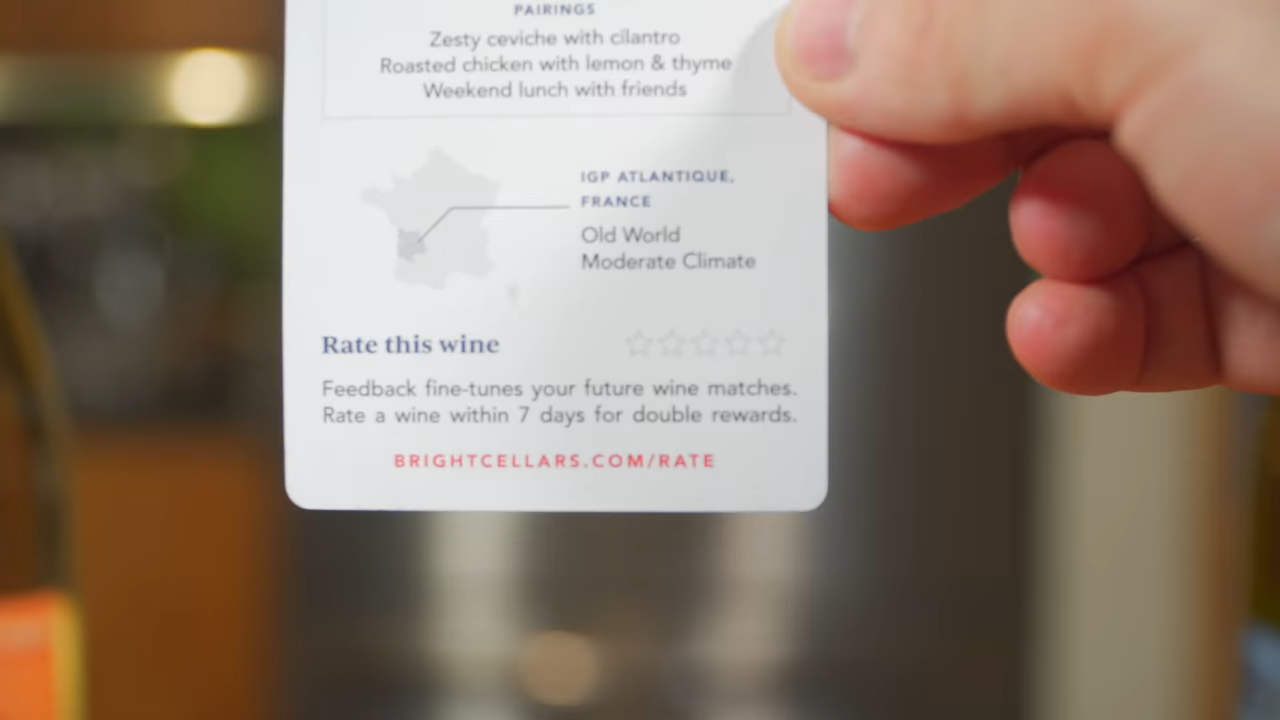 PAIRINGS
Zesty ceviche with cilantro
Roasted chicken with lemon & thyme
Weekend lunch with friends
IGP ATLANTIQUE,
FRANCE
Old World
Moderate Climate
Rate this wine
Feedback fine-tunes your future wine matches.
Rate a wine within 7 days for double rewards.
BRIGHTCELLARS.COM/RATE